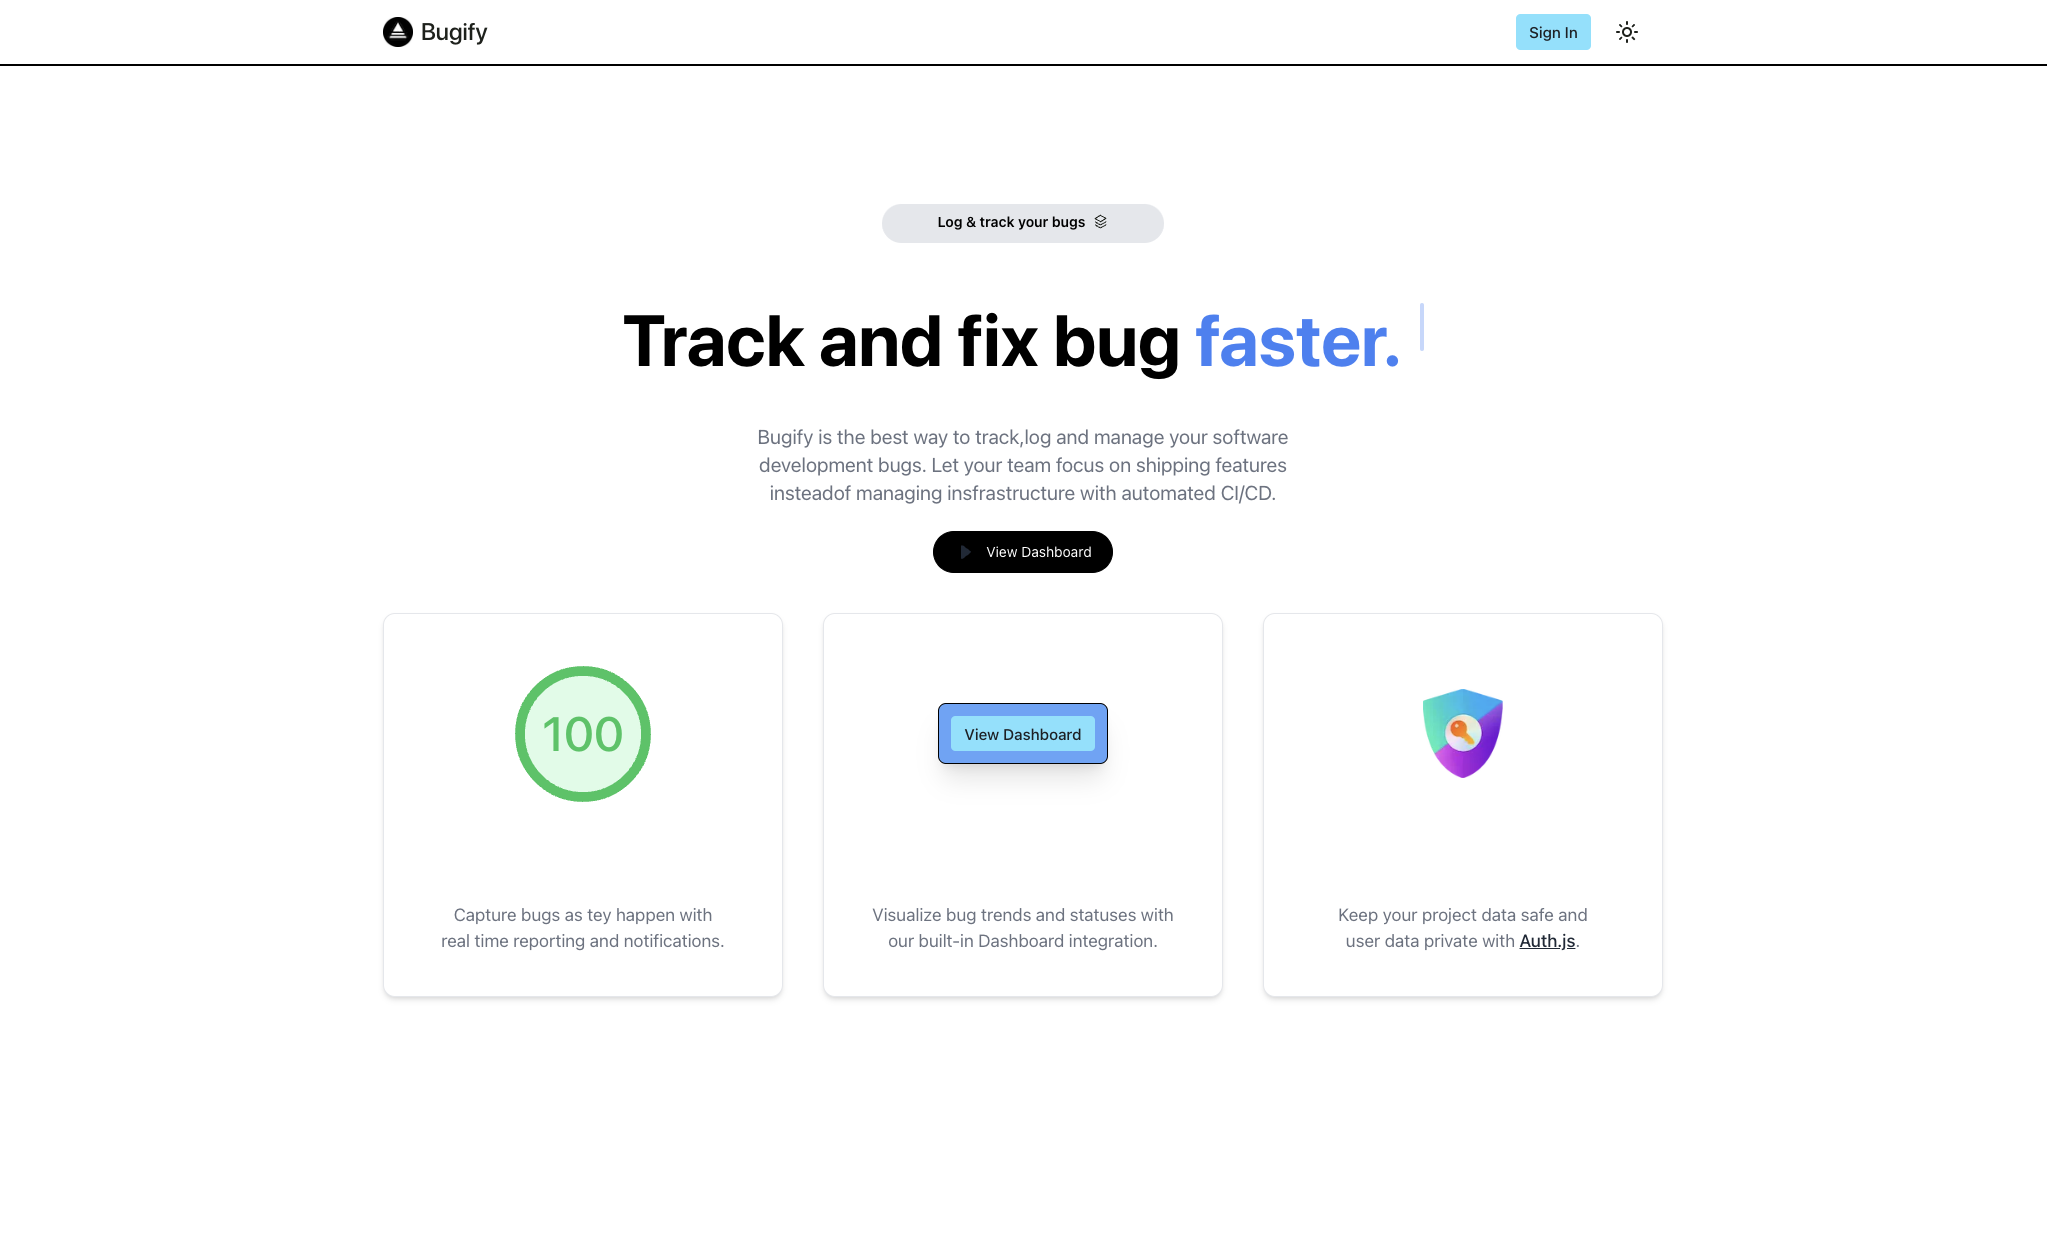 Bugify
Sign In
Log & track your bugs
Track and fix bug faster.
Bugify is the best way to track,log and manage your software
development bugs. Let your team focus on shipping features
insteadof managing insfrastructure with automated CI/CD.
View Dashboard
100
View Dashboard
Capture bugs as tey happen with
real time reporting and notifications.
Visualize bug trends and statuses with
our built-in Dashboard integration.
Keep your project data safe and
user data private with Auth.js.